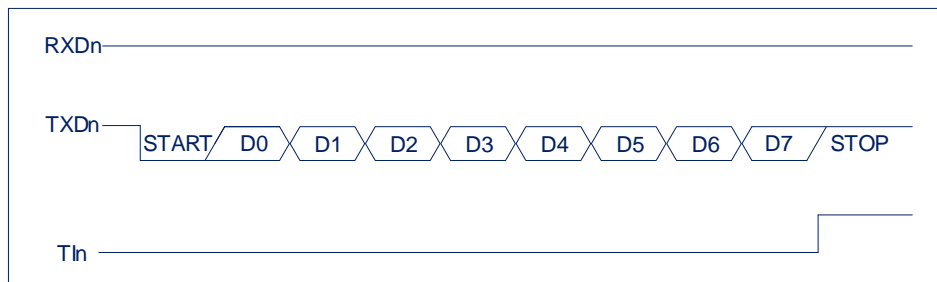 RXDn
TXDn
START D0 D1 D2 D3 D4 D5 D6 D7 STOP
TIn